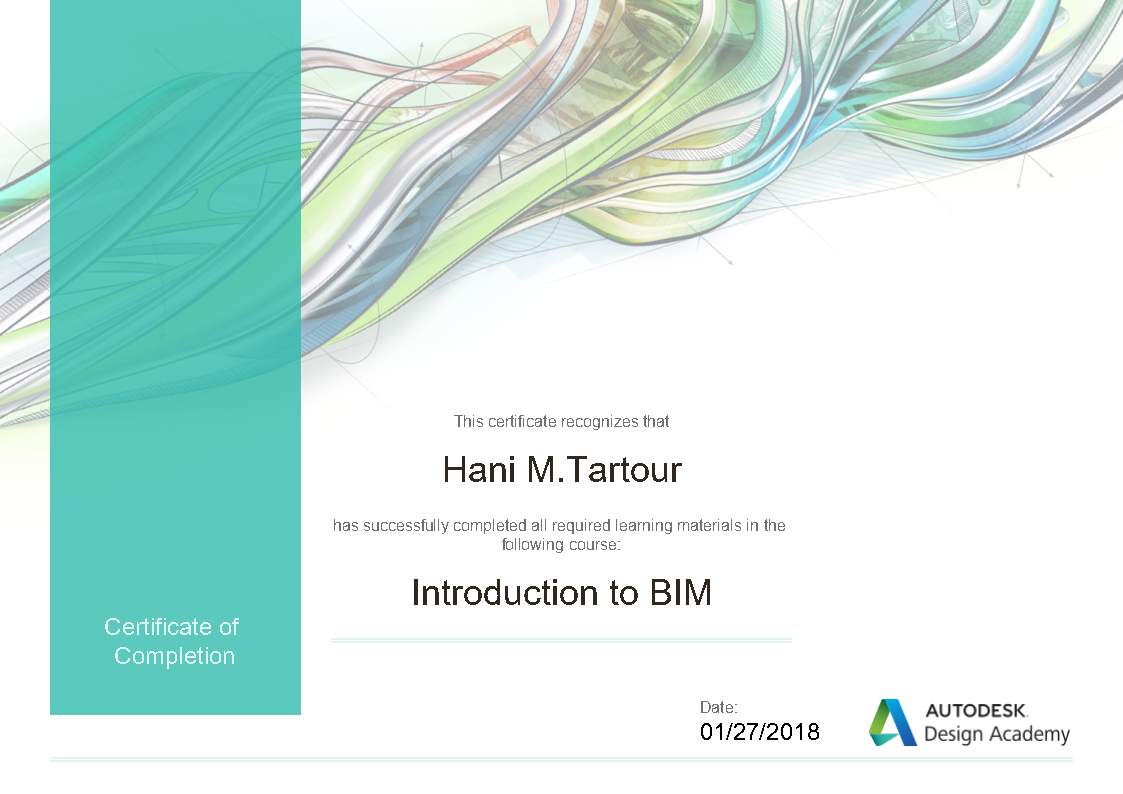 This certificate recognizes that
Hani M.Tartour
has successfully completed all required learning materials in the
following course:
Introduction to BIM
Certificate of
Completion
Date:
01/27/2018
AUTODESK.
Design Academy